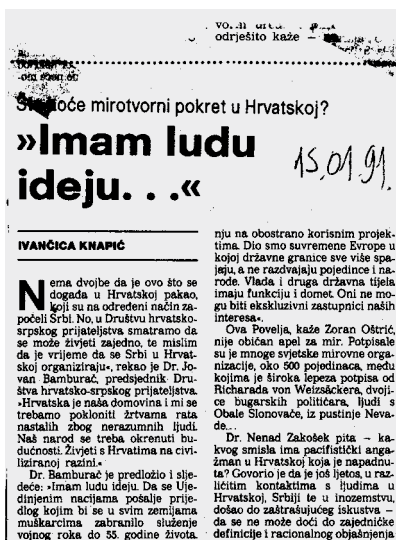 odrješito kaže –
hoće mirotvorni pokret u Hrvatskoj?
»Imam ludu
ideju. . .«
15.01.91.
IVANČICA KNAPIĆ
Nema dvojbe da je ovo što se
događa u Hrvatskoj pakao,
koji su na određeni način za-
počeli Srbi. No, u Društvu hrvatsko-
srpskog prijateljstva smatramo da
se može živjeti zajedno, te mislim
da je vrijeme da se Srbi u Hrvat-
skoj organiziraju«, rekao je Dr. Jo-
van Bamburać, predsjednik Dru-
štva hrvatsko-srpskog prijateljstva.
»Hrvatska je naša domovina i mi se
trebamo pokloniti žrtvama rata
nastalih zbog nerazumnih ljudi.
Naš narod se treba okrenuti bu-
dućnosti. Živjeti s Hrvatima na civi-
liziranoj razini.«
Dr. Bamburać je predložio i slje-
deće: »Imam ludu ideju. Da se Uje-
dinjenim nacijama pošalje prije-
dlog kojim bi se u svim zemljama
muškarcima zabranilo služenje
vojnog roka do 55. godine života.
nju na obostrano korisnim projek-
tima. Dio smo suvremene Evrope u
kojoj državne granice sve više spa-
jaju, a ne razdvajaju pojedince i na-
rode. Vlada i druga državna tijela
imaju funkciju i domet. Oni ne mo-
gu biti ekskluzivni zastupnici naših
interesa«.
Ova Povelja, kaže Zoran Oštrić,
nije običan apel za mir. Potpisale
su je mnoge svjetske mirovne orga-
nizacije, oko 500 pojedinaca, među
kojima je široka lepeza potpisa od
Richarada von Weizsäckera, dvoji-
ce bugarskih političara, ljudi s
Obale Slonovače, iz pustinje Neva-
de...
Dr. Nenad Zakošek pita – ka-
kvog smisla ima pacifistički anga-
žman u Hrvatskoj koja je napadnu-
ta? Govorio je da je još ljetos, u raz-
ličitim kontaktima s ljudima u
Hrvatskoj, Srbiji te u inozemstvu,
došao do zaštrašujućeg iskustva –
da se ne može doći do zajedničke
definicije i racionalnog objašnjenja